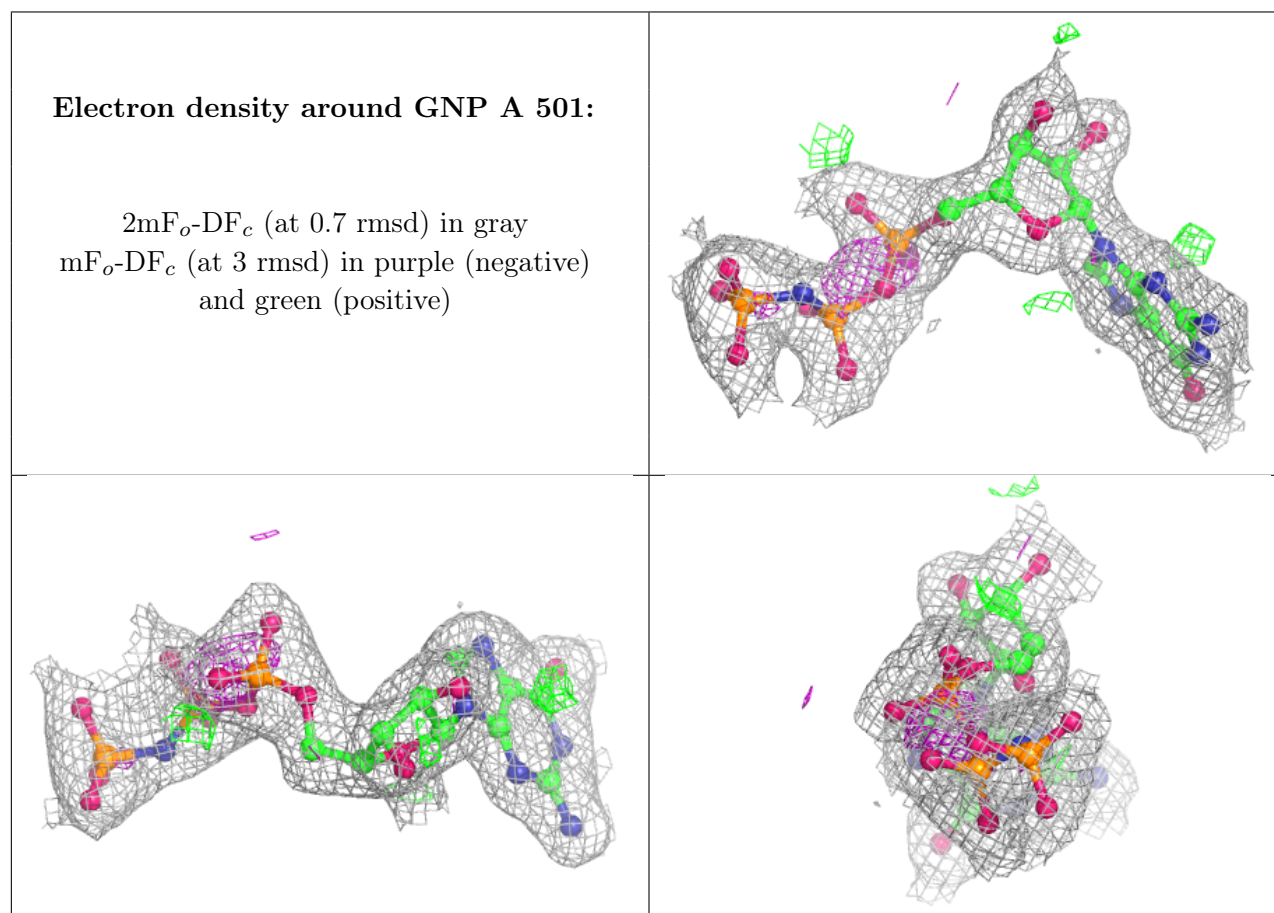 Electron density around GNP A 501:
2mFₒ-DF𝒸 (at 0.7 rmsd) in gray
mFₒ-DF𝒸 (at 3 rmsd) in purple (negative)
and green (positive)